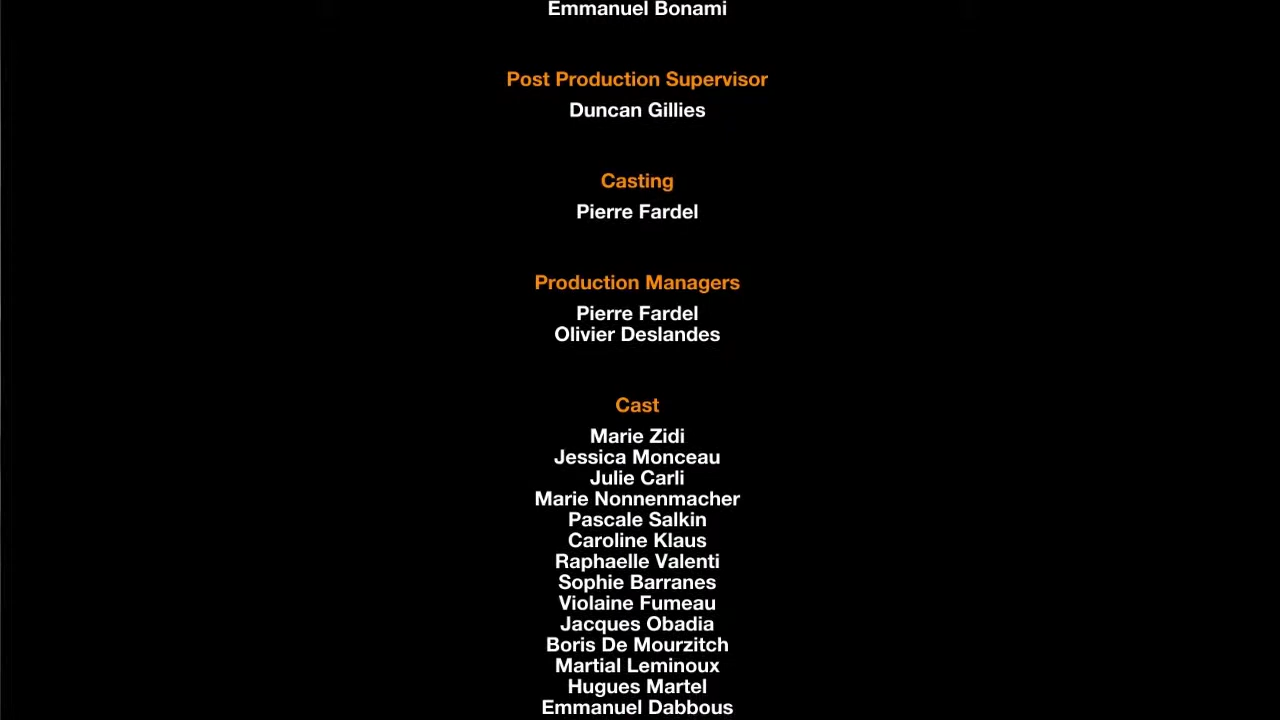 Emmanuel Bonami
Post Production Supervisor
Duncan Gillies
Casting
Pierre Fardel
Production Managers
Pierre Fardel
Olivier Deslandes
Cast
Marie Zidi
Jessica Monceau
Julie Carli
Marie Nonnenmacher
Pascale Salkin
Caroline Klaus
Raphaelle Valenti
Sophie Barranes
Violaine Fumeau
Jacques Obadia
Boris De Mourzitch
Martial Leminoux
Hugues Martel
Emmanuel Dabbous